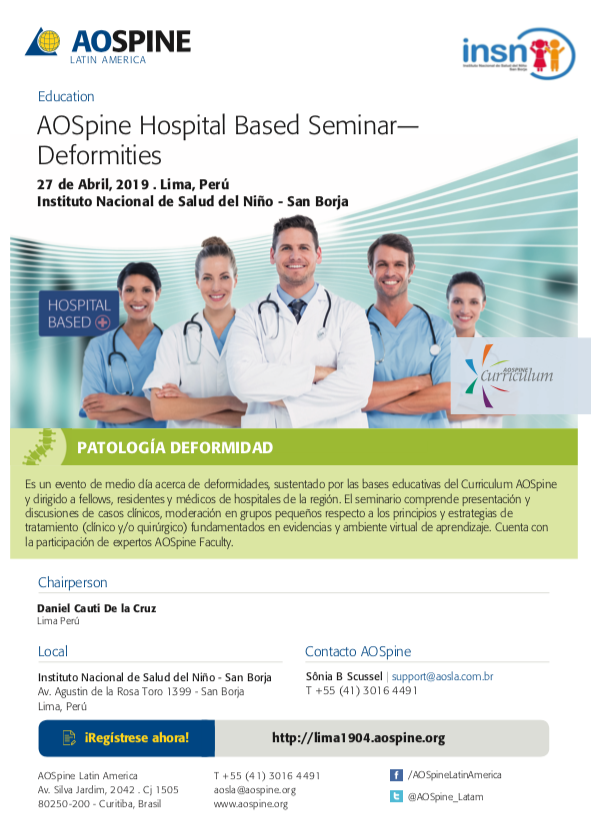 AOSPINE
LATIN AMERICA
insn
Instituto Nacional de Salud del Niño
San Borja
Education
AOSpine Hospital Based Seminar—
Deformities
27 de Abril, 2019 . Lima, Perú
Instituto Nacional de Salud del Niño - San Borja
HOSPITAL
BASED
AOSPINE
Curriculum
PATOLOGÍA DEFORMIDAD
Es un evento de medio día acerca de deformidades, sustentado por las bases educativas del Curriculum AOSpine
y dirigido a fellows, residentes y médicos de hospitales de la región. El seminario comprende presentación y
discusiones de casos clínicos, moderación en grupos pequeños respecto a los principios y estrategias de
tratamiento (clínico y/o quirúrgico) fundamentados en evidencias y ambiente virtual de aprendizaje. Cuenta con
la participación de expertos AOSpine Faculty.
Chairperson
Daniel Cauti De la Cruz
Lima Perú
Local
Instituto Nacional de Salud del Niño - San Borja
Av. Agustin de la Rosa Toro 1399 - San Borja
Lima, Perú
Contacto AOSpine
Sônia B Scussel | support@aosla.com.br
T +55 (41) 3016 4491
¡Regístrese ahora!
http://lima1904.aospine.org
AOSpine Latin America
Av. Silva Jardim, 2042 . Cj 1505
80250-200 - Curitiba, Brasil
T +55 (41) 3016 4491
aosla@aospine.org
www.aospine.org
/AOSpineLatinAmerica
@AOSpine_Latam